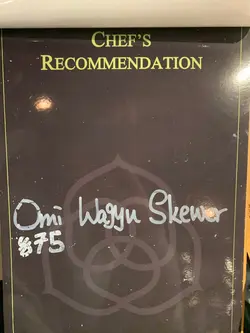 CHEF'S
RECOMMENDATION
Omi Wagyu Skewer
$75